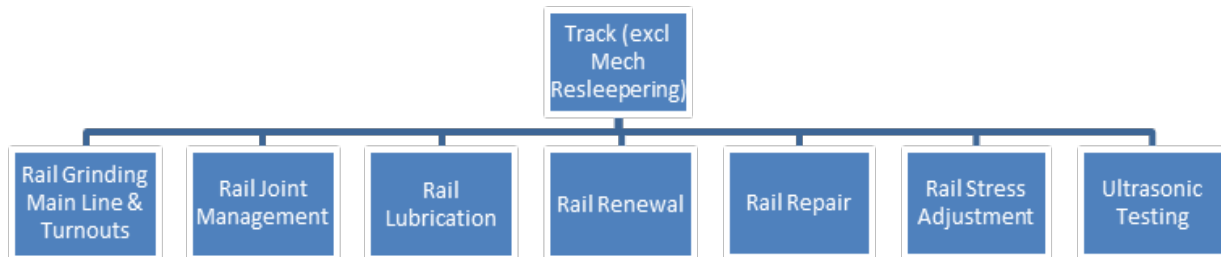 Track (excl
Mech
Resleepering)
Rail Grinding
Main Line &
Turnouts
Rail Joint
Management
Rail
Lubrication
Rail Renewal
Rail Repair
Rail Stress
Adjustment
Ultrasonic
Testing